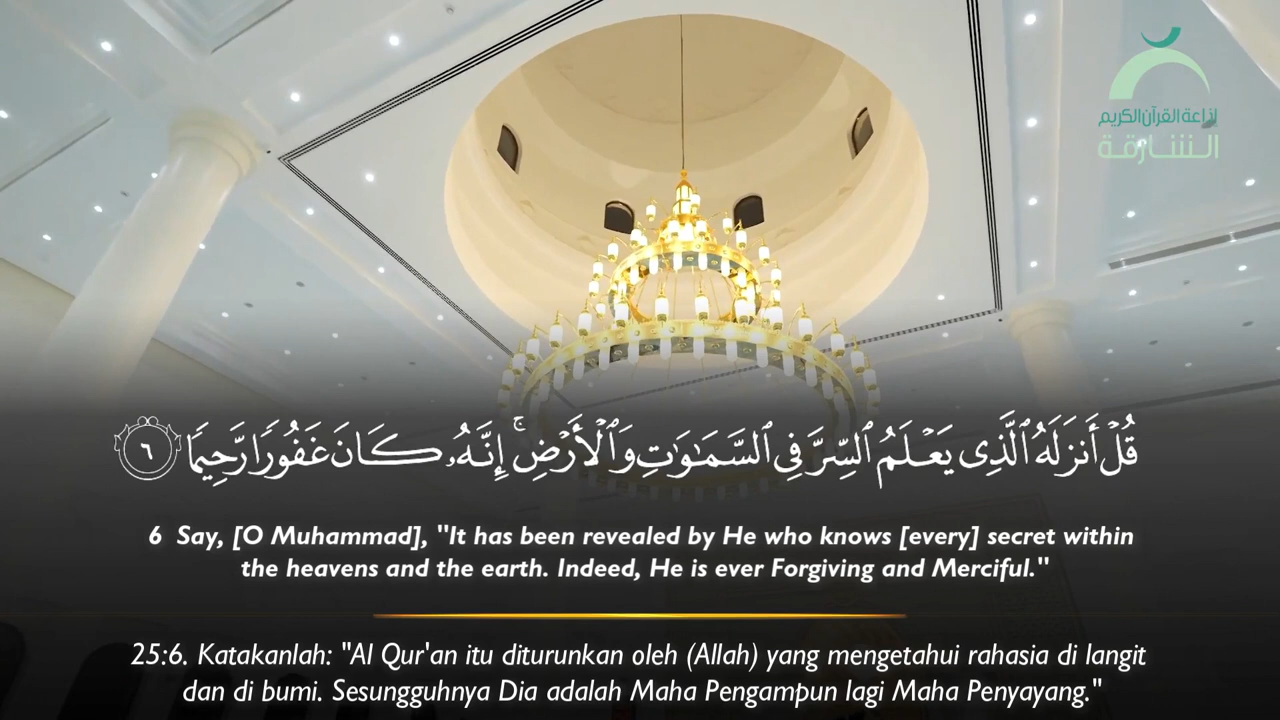 اذاعة القرآن الكريم
الشارقة
قُلْ أَنزَلَهُ ٱلَّذِى يَعْلَمُ ٱلسِّرَّ فِى ٱلسَّمَٰوَٰتِ وَٱلْأَرْضِ ۚ إِنَّهُۥ كَانَ غَفُورًا رَّحِيمًا ٦
6 Say, [O Muhammad], "It has been revealed by He who knows [every] secret within
the heavens and the earth. Indeed, He is ever Forgiving and Merciful."
25:6. Katakanlah: "Al Qur'an itu diturunkan oleh (Allah) yang mengetahui rahasia di langit
dan di bumi. Sesungguhnya Dia adalah Maha Pengampun lagi Maha Penyayang."